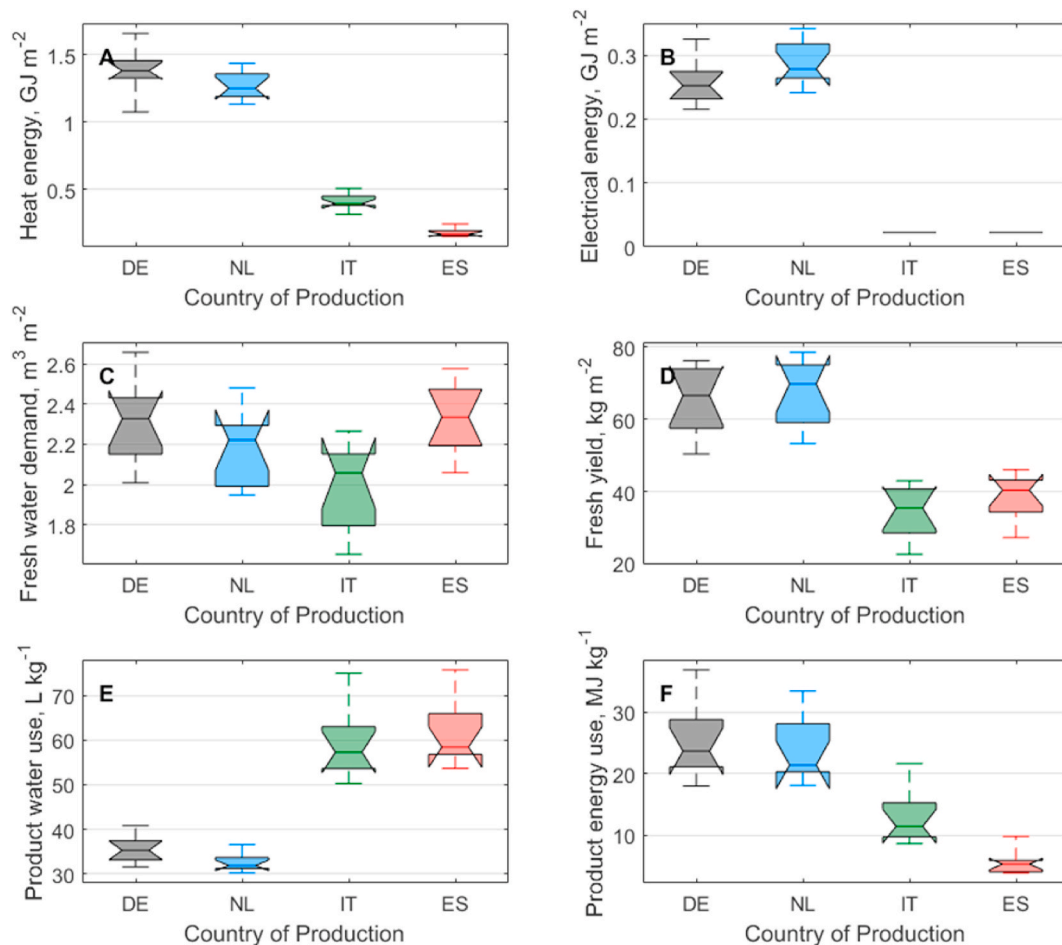 A
Heat energy, GJ m⁻²
1.5
1
0.5
DE NL IT ES
Country of Production
B
Electrical energy, GJ m⁻²
0.3
0.2
0.1
0
DE NL IT ES
Country of Production
C
Fresh water demand, m³ m⁻²
2.6
2.4
2.2
2
1.8
DE NL IT ES
Country of Production
D
Fresh yield, kg m⁻²
80
60
40
20
DE NL IT ES
Country of Production
E
Product water use, L kg⁻¹
70
60
50
40
30
DE NL IT ES
Country of Production
F
Product energy use, MJ kg⁻¹
30
20
10
DE NL IT ES
Country of Production